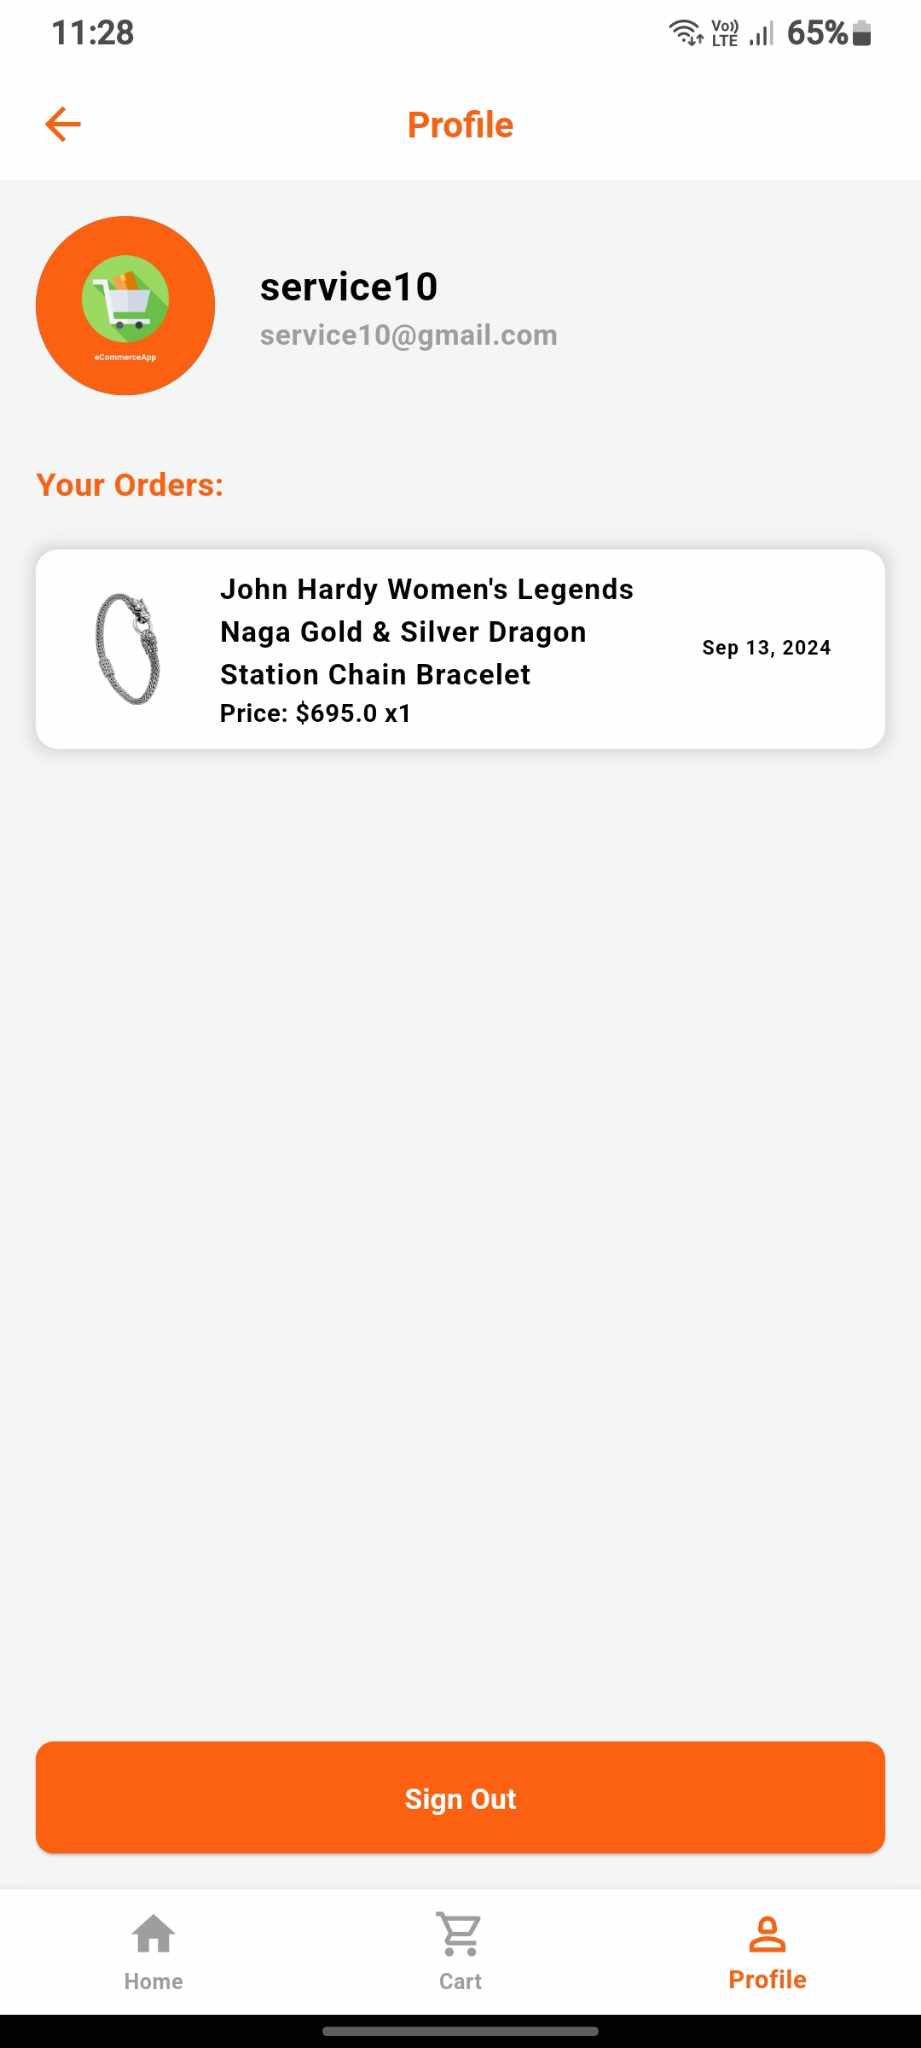 11:28
Vo))
LTE
65%
Profile
eCommerceApp
service10
service10@gmail.com
Your Orders:
John Hardy Women's Legends
Naga Gold & Silver Dragon
Station Chain Bracelet
Price: $695.0 x1
Sep 13, 2024
Sign Out
Home
Cart
Profile